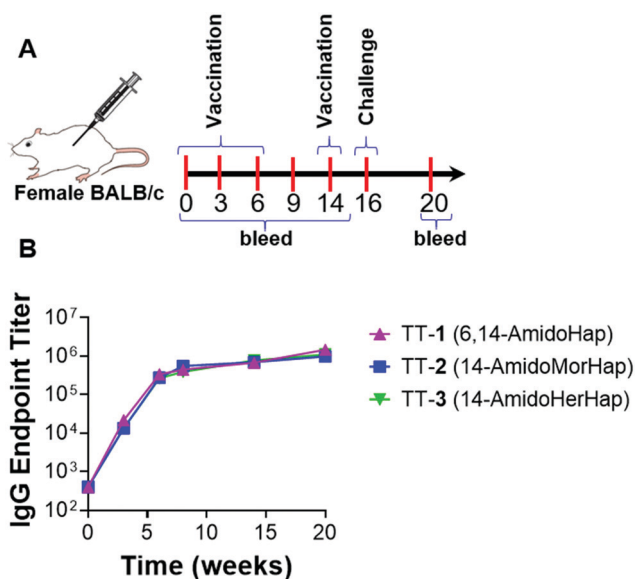 A
Vaccination
Vaccination
Challenge
Female BALB/c
0 3 6 9 14 16 20
bleed
bleed
B
IgG Endpoint Titer
10⁷
10⁶
10⁵
10⁴
10³
10²
0 5 10 15 20
Time (weeks)
TT-1 (6,14-AmidoHap)
TT-2 (14-AmidoMorHap)
TT-3 (14-AmidoHerHap)